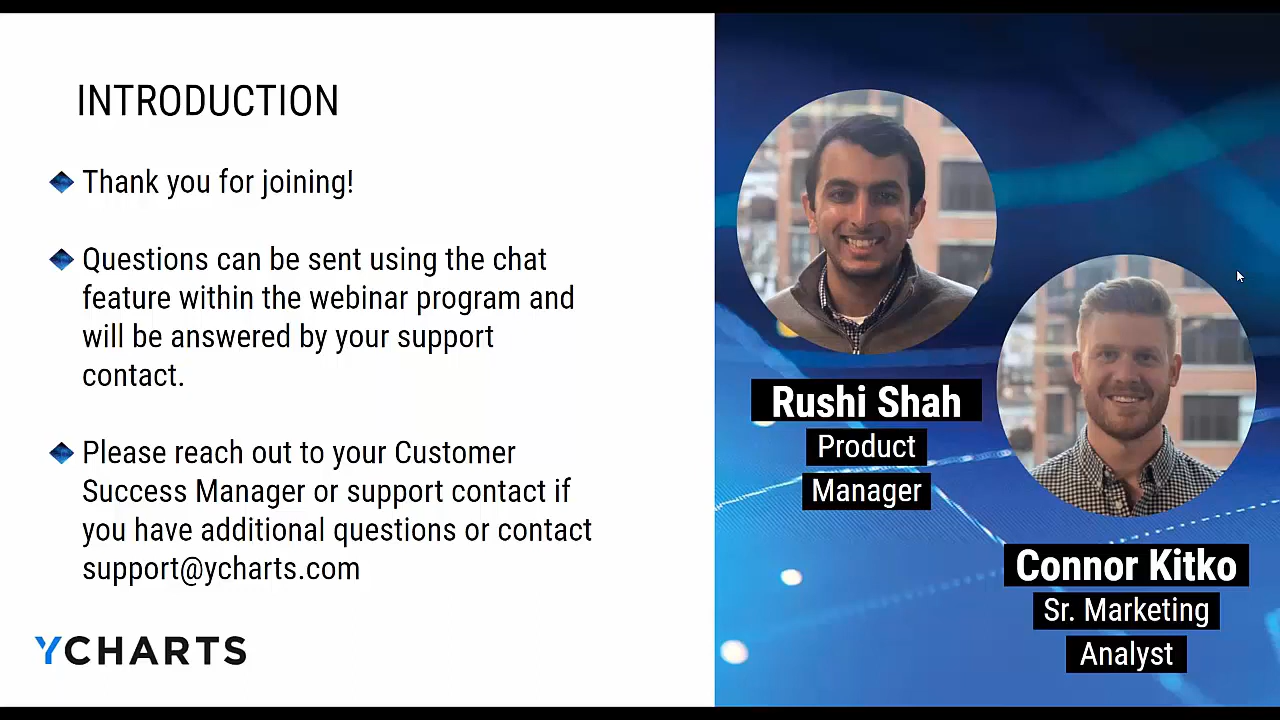 INTRODUCTION
Thank you for joining!
Questions can be sent using the chat
feature within the webinar program and
will be answered by your support
contact.
Please reach out to your Customer
Success Manager or support contact if
you have additional questions or contact
support@ycharts.com
YCHARTS
Rushi Shah
Product
Manager
Connor Kitko
Sr. Marketing
Analyst